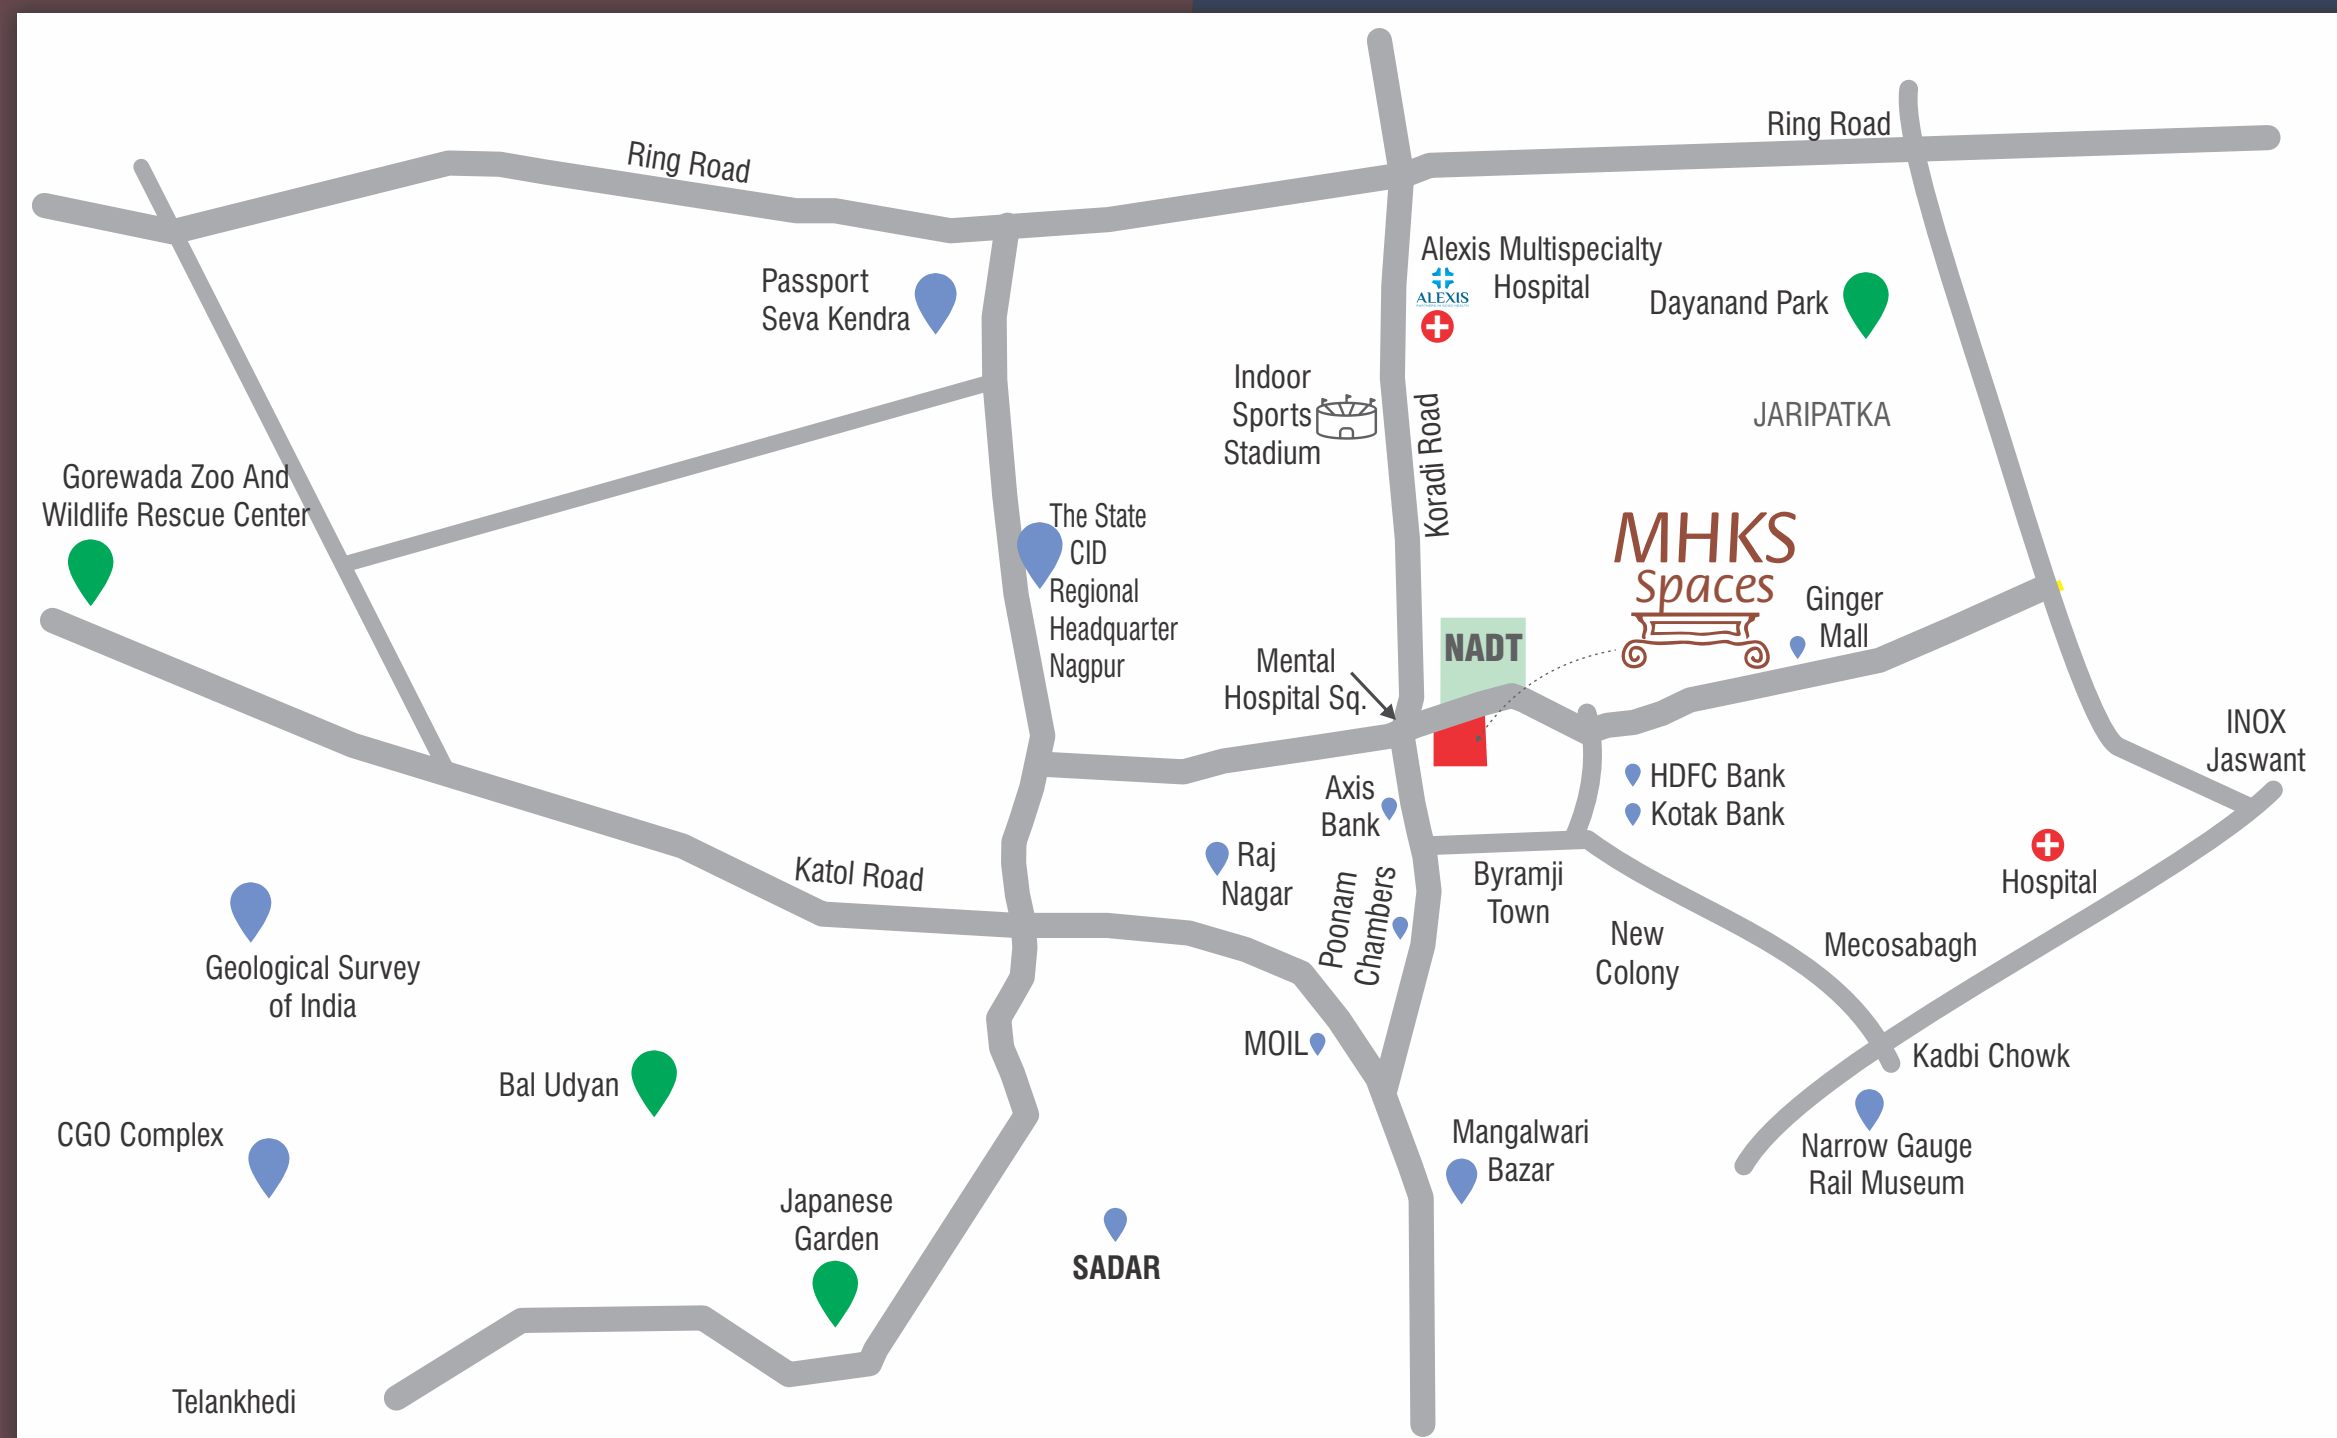 Ring Road
Ring Road
Alexis Multispecialty
Hospital
ALEXIS
Passport
Seva Kendra
Dayanand Park
Indoor
Sports
Stadium
Koradi Road
JARIPATKA
Gorewada Zoo And
Wildlife Rescue Center
The State
CID
Regional
Headquarter
Nagpur
MHKS
Spaces
Ginger
Mall
NADT
Mental
Hospital Sq.
INOX
Jaswant
HDFC Bank
Kotak Bank
Axis
Bank
Raj
Nagar
Katol Road
Poonam
Chambers
Byramji
Town
Hospital
New
Colony
Mecosabagh
Geological Survey
of India
MOIL
Kadbi Chowk
Bal Udyan
CGO Complex
Mangalwari
Bazar
Narrow Gauge
Rail Museum
Japanese
Garden
SADAR
Telankhedi